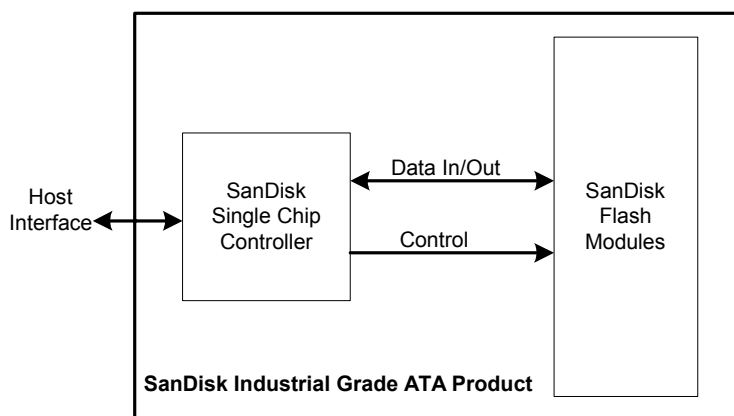 Host
Interface
SanDisk
Single Chip
Controller
Data In/Out
Control
SanDisk
Flash
Modules
SanDisk Industrial Grade ATA Product